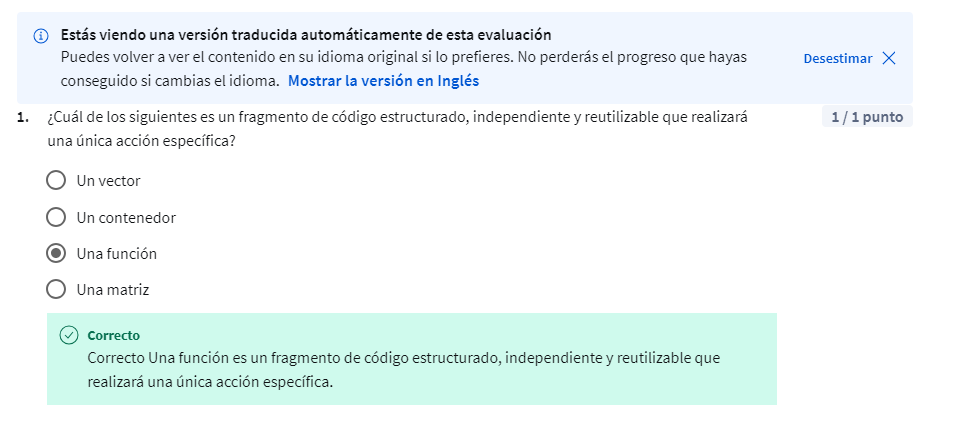 Estás viendo una versión traducida automáticamente de esta evaluación
Puedes volver a ver el contenido en su idioma original si lo prefieres. No perderás el progreso que hayas
conseguido si cambias el idioma. Mostrar la versión en Inglés
Desestimar
1. ¿Cuál de los siguientes es un fragmento de código estructurado, independiente y reutilizable que realizará
una única acción específica?
1 / 1 punto
Un vector
Un contenedor
Una función
Una matriz
Correcto
Correcto Una función es un fragmento de código estructurado, independiente y reutilizable que
realizará una única acción específica.